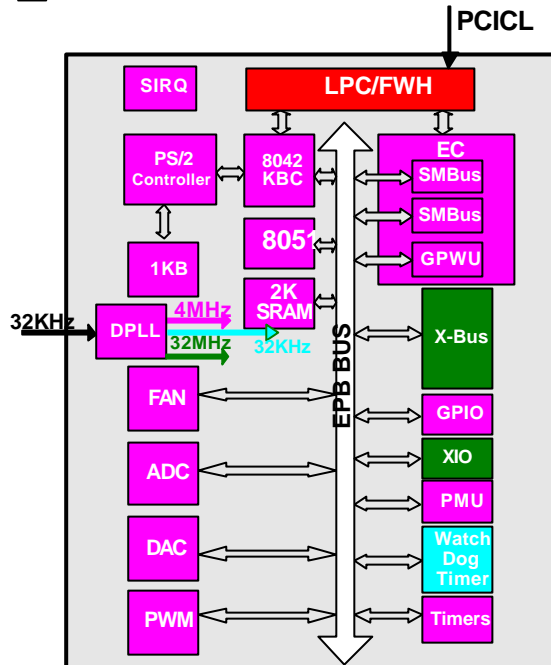 PCICL
SIRQ
LPC/FWH
PS/2
Controller
8042
KBC
EC
SMBus
SMBus
GPWU
8051
1KB
2K
SRAM
32KHz
DPLL
4MHz
32MHz
32KHz
EPB BUS
X-Bus
FAN
GPIO
ADC
XIO
PMU
DAC
Watch
Dog
Timer
PWM
Timers